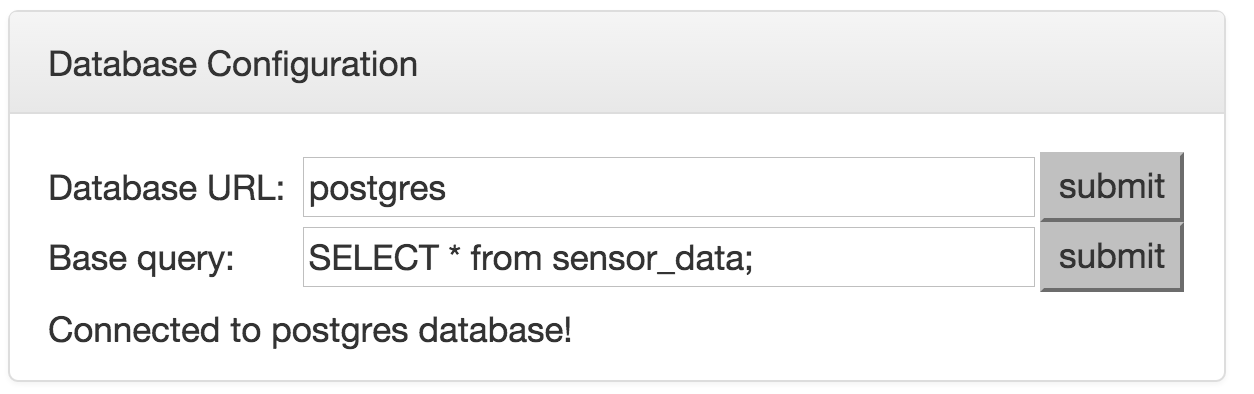 Database Configuration
Database URL: postgres submit
Base query: SELECT * from sensor_data; submit
Connected to postgres database!